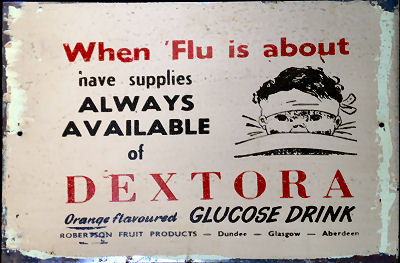 When 'Flu is about
have supplies
ALWAYS
AVAILABLE
of
DEXTORA
Orange flavoured GLUCOSE DRINK
ROBERTSON FRUIT PRODUCTS — Dundee — Glasgow — Aberdeen